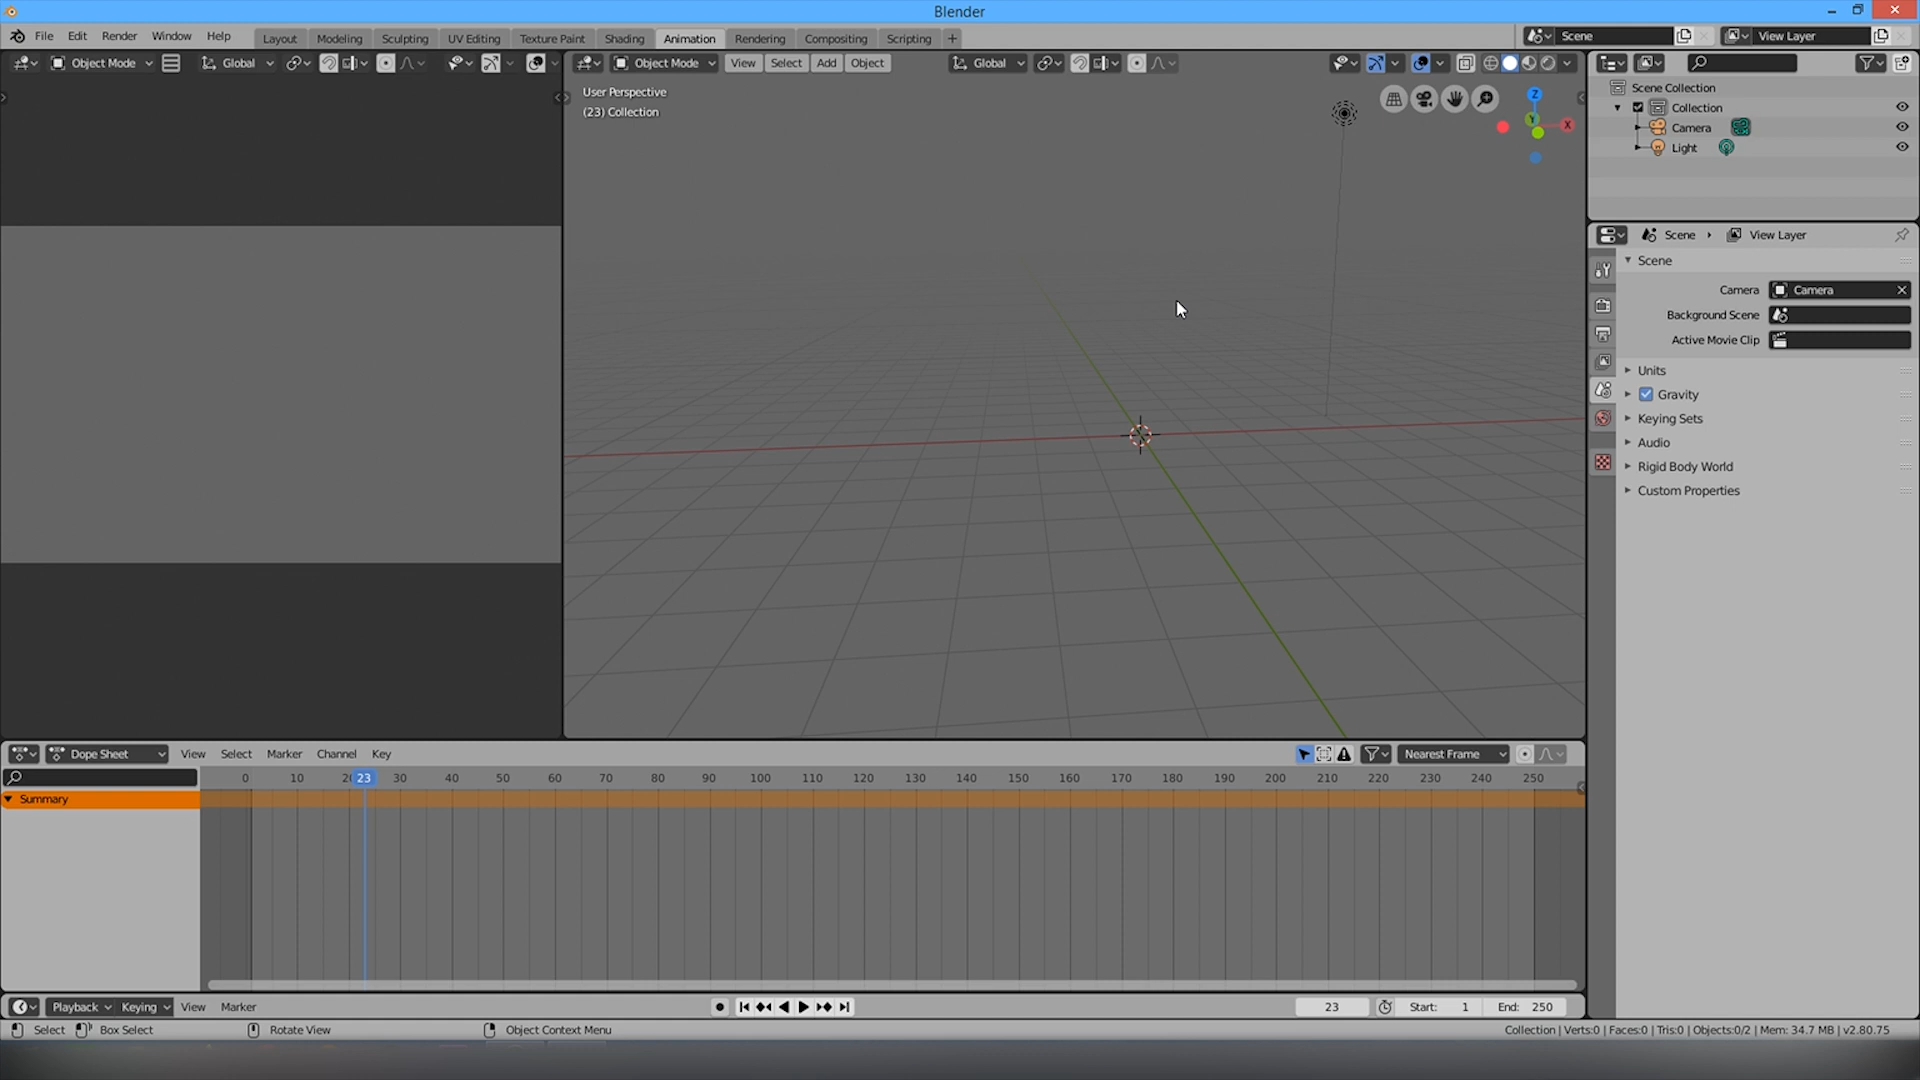 Blender
File Edit Render Window Help
Layout Modeling Sculpting UV Editing Texture Paint Shading Animation Rendering Compositing Scripting +
Scene
View Layer
Object Mode
Global
Object Mode View Select Add Object
Global
User Perspective
(23) Collection
Z
Y
X
Scene Collection
Collection
Camera
Light
Scene
View Layer
Scene
Camera Camera
Background Scene
Active Movie Clip
Units
Gravity
Keying Sets
Audio
Rigid Body World
Custom Properties
Dope Sheet View Select Marker Channel Key
Nearest Frame
0 10 23 30 40 50 60 70 80 90 100 110 120 130 140 150 160 170 180 190 200 210 220 230 240 250
Summary
Playback Keying View Marker
23 Start: 1 End: 250
Select Box Select Rotate View Object Context Menu
Collection | Verts:0 | Faces:0 | Tris:0 | Objects:0/2 | Mem: 34.7 MB | v2.80.75